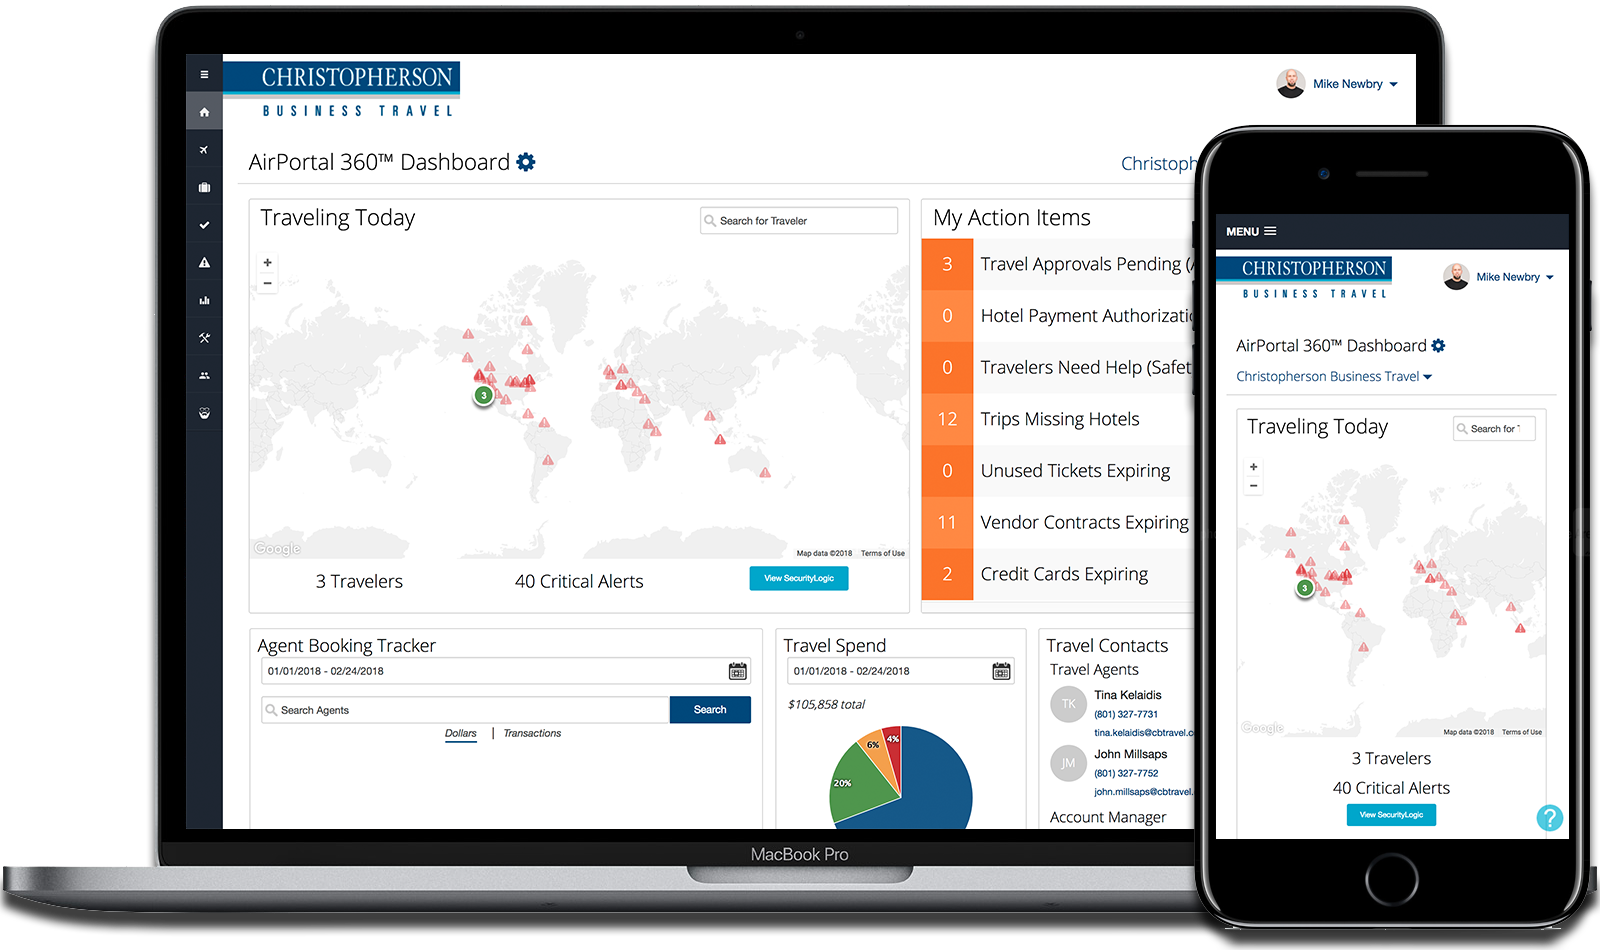 CHRISTOPHERSON
BUSINESS TRAVEL
Mike Newbry
AirPortal 360™ Dashboard
Christoph
Traveling Today
Search for Traveler
+
−
3
Google
Map data ©2018 Terms of Use
3 Travelers
40 Critical Alerts
View SecurityLogic
My Action Items
3 Travel Approvals Pending (
0 Hotel Payment Authorizati
0 Travelers Need Help (Safet
12 Trips Missing Hotels
0 Unused Tickets Expiring
11 Vendor Contracts Expiring
2 Credit Cards Expiring
Agent Booking Tracker
01/01/2018 - 02/24/2018
Search Agents
Search
Dollars | Transactions
Travel Spend
01/01/2018 - 02/24/2018
$105,858 total
4%
6%
20%
Travel Contacts
Travel Agents
TK
Tina Kelaidis
(801) 327-7731
tina.kelaidis@cbtravel.c
JM
John Millsaps
(801) 327-7752
john.millsaps@cbtravel.
Account Manager
MacBook Pro
MENU
CHRISTOPHERSON
BUSINESS TRAVEL
Mike Newbry
AirPortal 360™ Dashboard
Christopherson Business Travel
Traveling Today
Search for T
+
−
3
Google
Map data ©2018 Terms of Use
3 Travelers
40 Critical Alerts
View SecurityLogic
?